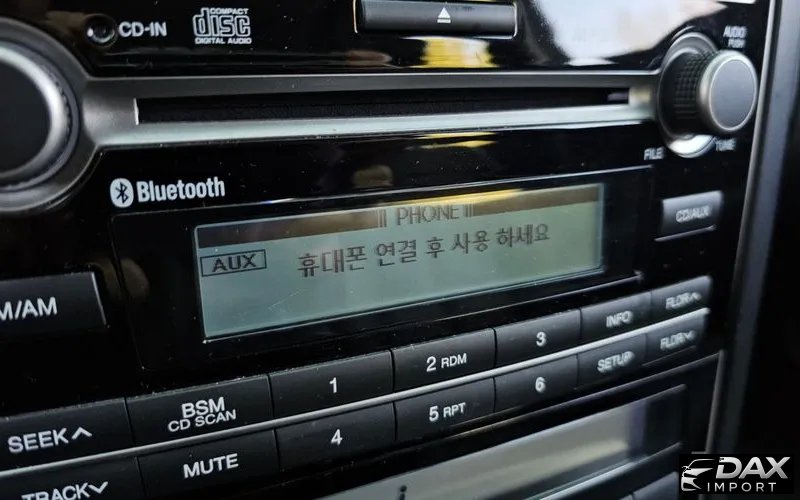 CD-IN
COMPACT
disc
DIGITAL AUDIO
AUDIO
PUSH
FILE
TUNE
Bluetooth
PHONE
AUX
휴대폰 연결 후 사용 하세요
CD/AUX
M/AM
1
2 RDM
3
INFO
FLDR∧
SEEK∧
BSM
CD SCAN
4
5 RPT
6
SETUP
FLDR∨
TRACK∨
MUTE
DAX
IMPORT